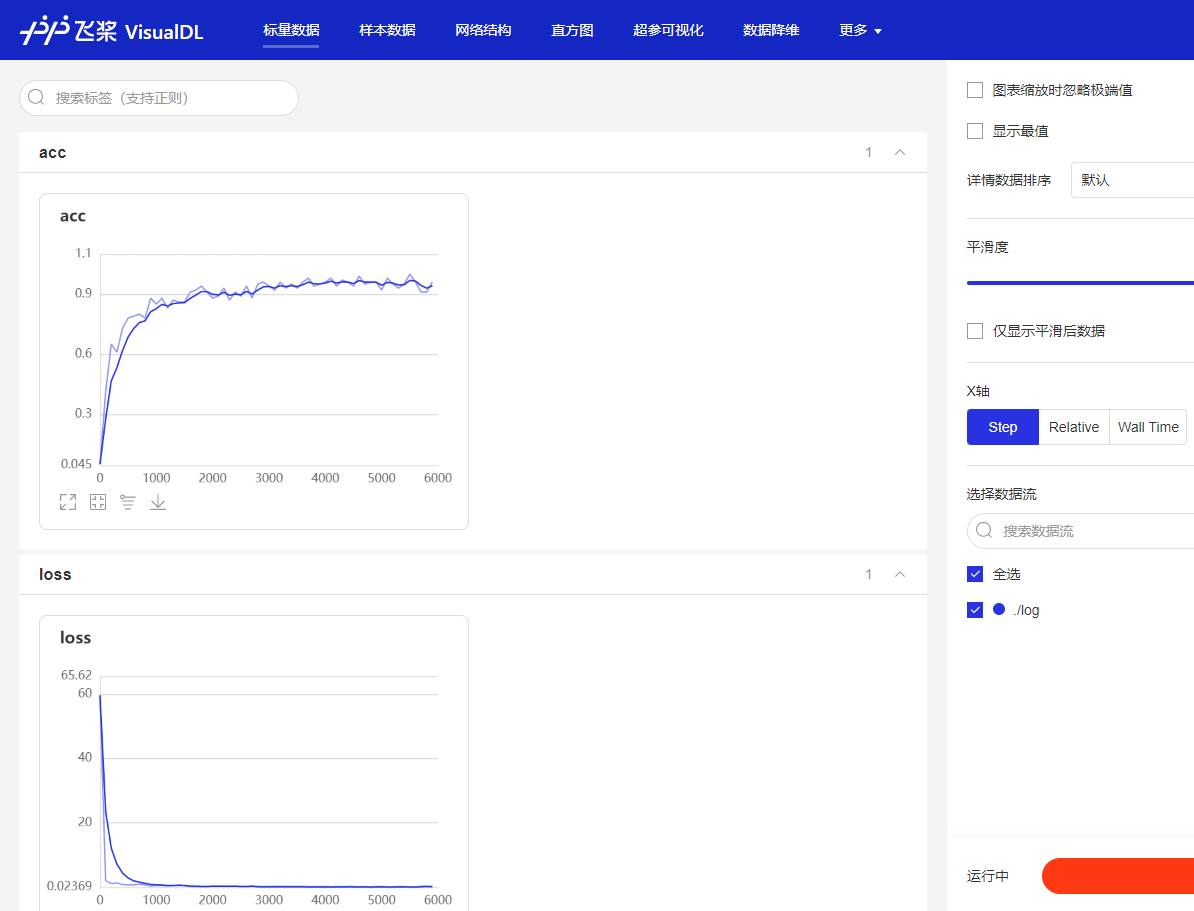 飞桨 VisualDL 标量数据 样本数据 网络结构 直方图 超参可视化 数据降维 更多
搜索标签（支持正则）
acc 1
acc
1.1
0.9
0.6
0.3
0.045
0 1000 2000 3000 4000 5000 6000
loss 1
loss
65.62
60
40
20
0.02369
0 1000 2000 3000 4000 5000 6000
图表缩放时忽略极端值
显示最值
详情数据排序 默认
平滑度
仅显示平滑后数据
X轴
Step Relative Wall Time
选择数据流
搜索数据流
全选
./log
运行中